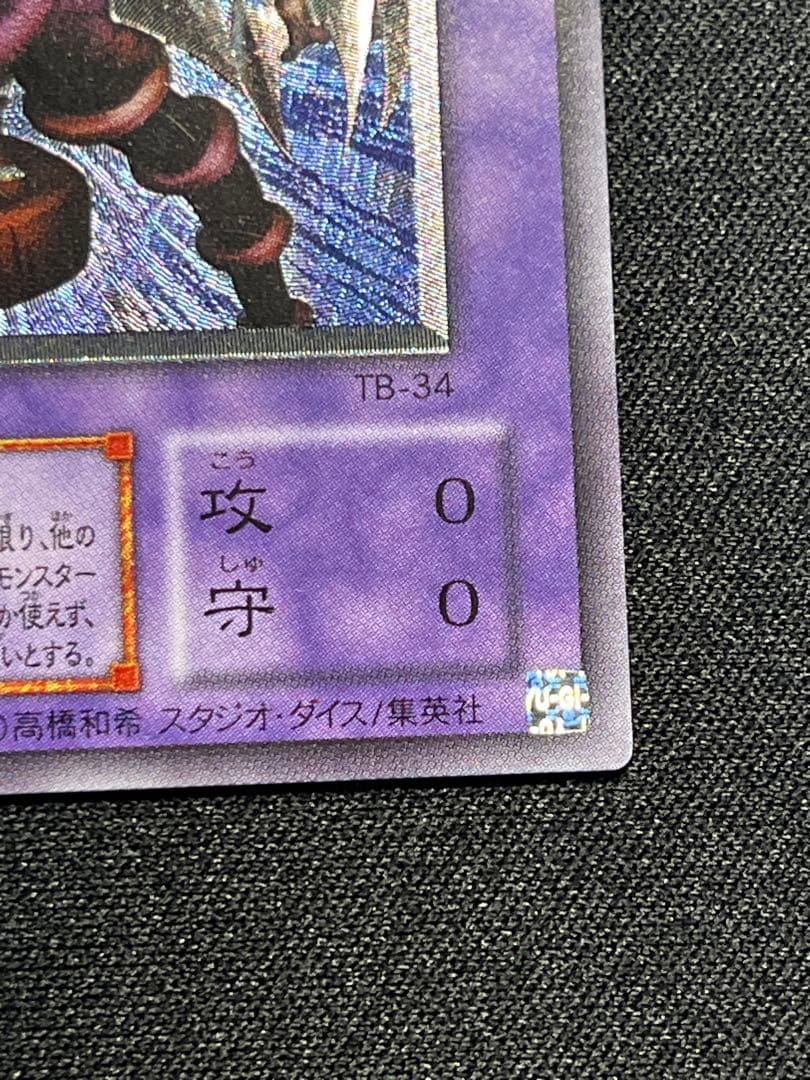 TB-34
こう
攻 0
しゅ
守 0
限り、他の
モンスター
か使えず、
いとする。
高橋和希 スタジオ・ダイス/集英社